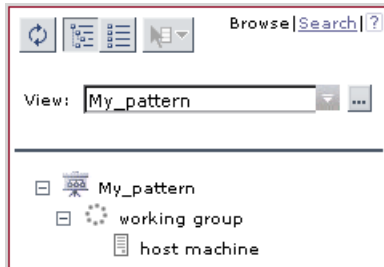 Browse|Search|?
View: My_pattern ...
My_pattern
working group
host machine